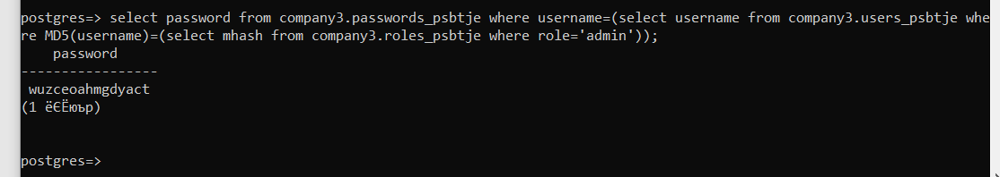 postgres=> select password from company3.passwords_psbtje where username=(select username from company3.users_psbtje whe
re MD5(username)=(select mhash from company3.roles_psbtje where role='admin'));
    password
-----------------
 wuzceoahmgdyact
(1 ёЄЁюър)
postgres=>